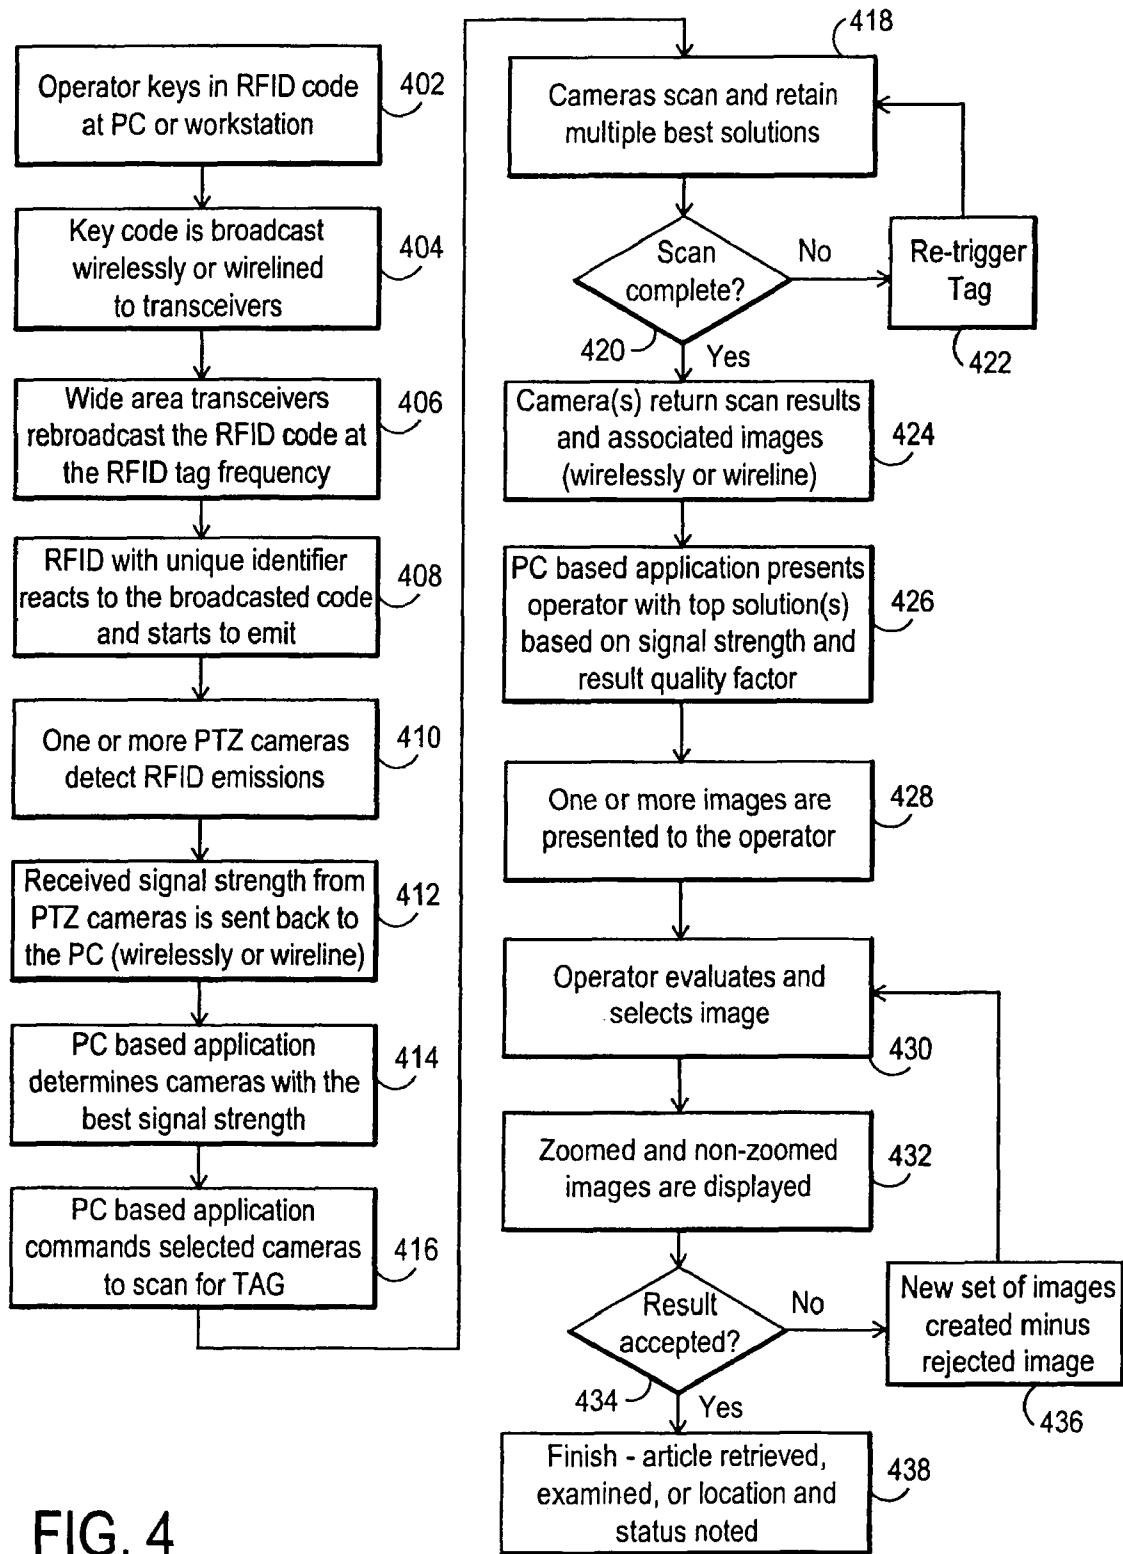 Operator keys in RFID code
at PC or workstation
402
Key code is broadcast
wirelessly or wirelined
to transceivers
404
Wide area transceivers
rebroadcast the RFID code at
the RFID tag frequency
406
RFID with unique identifier
reacts to the broadcasted code
and starts to emit
408
One or more PTZ cameras
detect RFID emissions
410
Received signal strength from
PTZ cameras is sent back to
the PC (wirelessly or wireline)
412
PC based application
determines cameras with the
best signal strength
414
PC based application
commands selected cameras
to scan for TAG
416
418
Cameras scan and retain
multiple best solutions
Scan
complete?
420
No
Re-trigger
Tag
422
Yes
Camera(s) return scan results
and associated images
(wirelessly or wireline)
424
PC based application presents
operator with top solution(s)
based on signal strength and
result quality factor
426
One or more images are
presented to the operator
428
Operator evaluates and
selects image
430
Zoomed and non-zoomed
images are displayed
432
Result
accepted?
434
No
New set of images
created minus
rejected image
436
Yes
Finish - article retrieved,
examined, or location and
status noted
438
FIG. 4